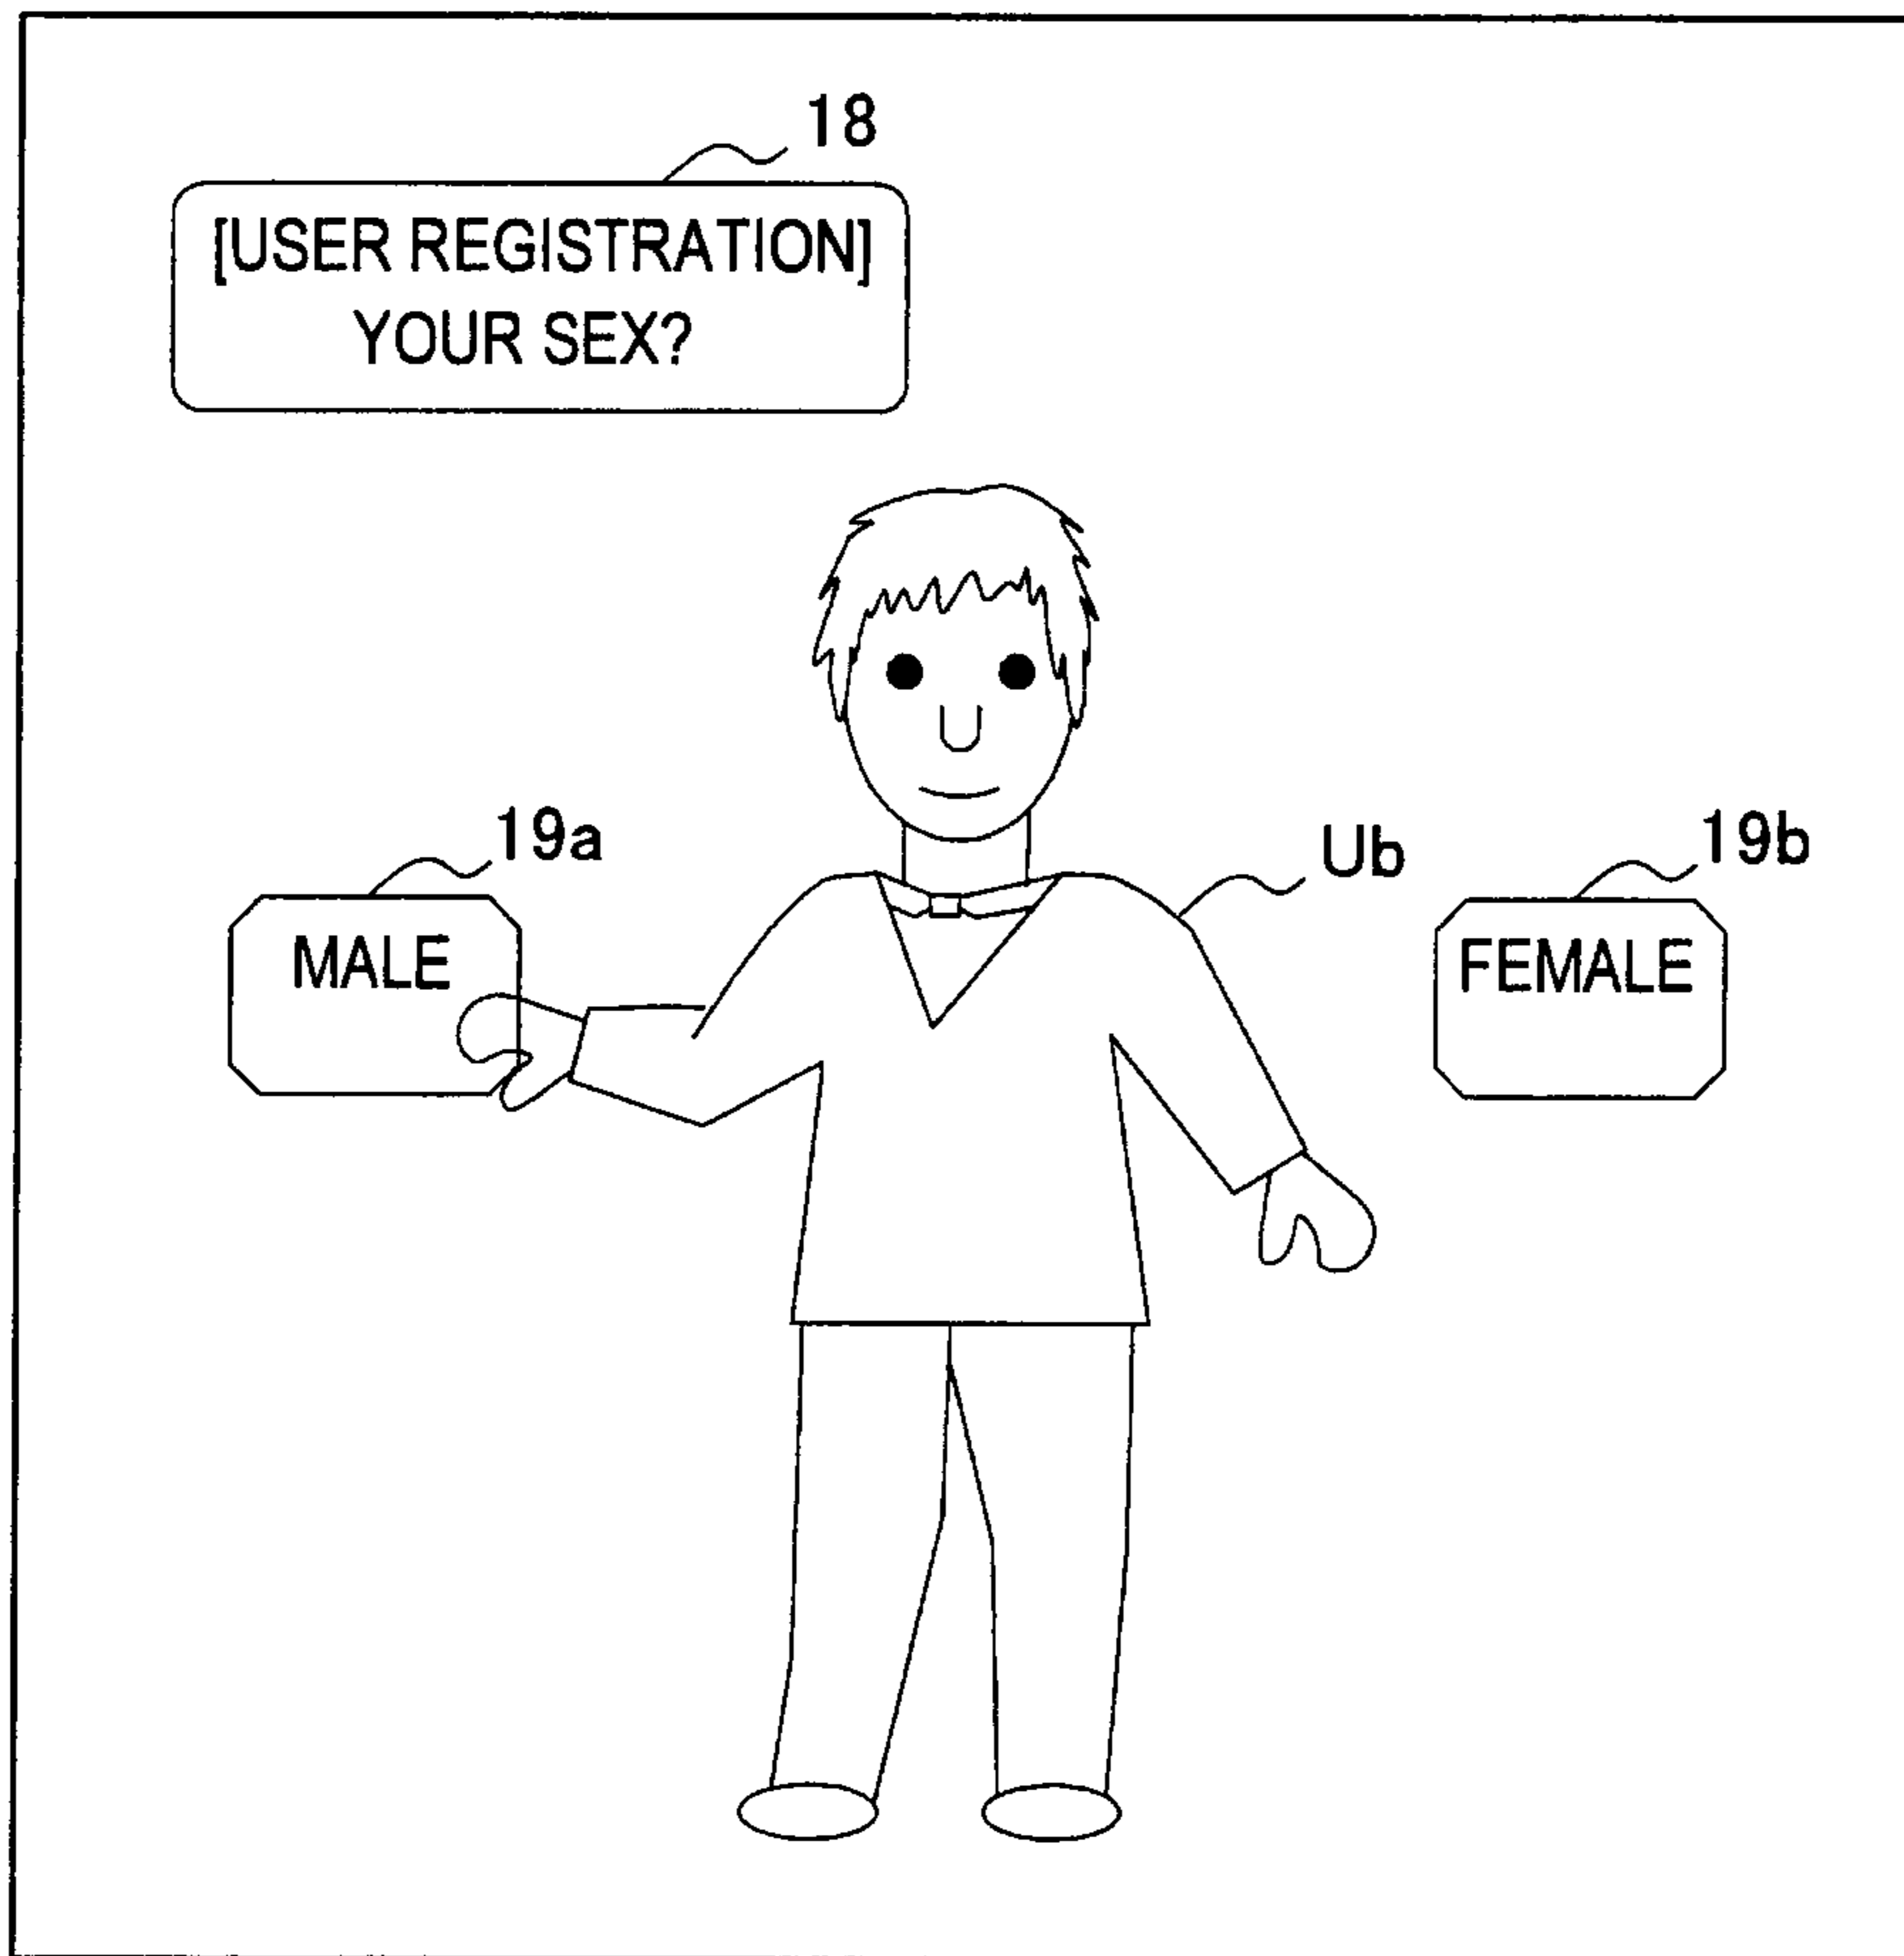 18
[USER REGISTRATION]
YOUR SEX?
19a
Ub
19b
MALE
FEMALE